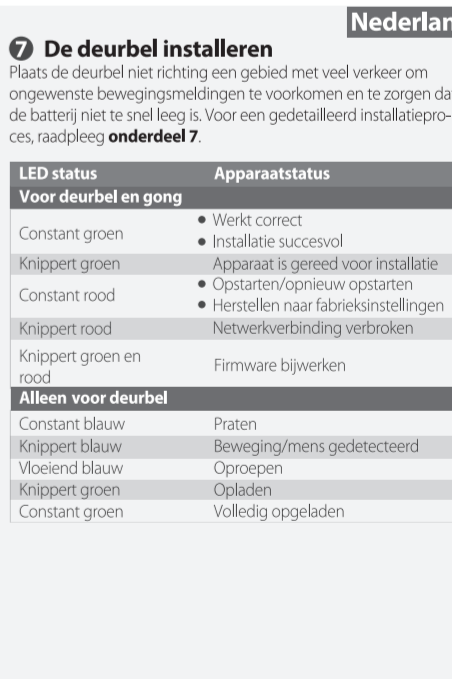 Nederlan
7 De deurbel installeren
Plaats de deurbel niet richting een gebied met veel verkeer om
ongewenste bewegingsmeldingen te voorkomen en te zorgen dat
de batterij niet te snel leeg is. Voor een gedetailleerd installatiepro-
ces, raadpleeg onderdeel 7.
LED status Apparaatstatus
Voor deurbel en gong
Constant groen
• Werkt correct
• Installatie succesvol
Knippert groen Apparaat is gereed voor installatie
Constant rood
• Opstarten/opnieuw opstarten
• Herstellen naar fabrieksinstellingen
Knippert rood Netwerkverbinding verbroken
Knippert groen en
rood
Firmware bijwerken
Alleen voor deurbel
Constant blauw Praten
Knippert blauw Beweging/mens gedetecteerd
Vloeiend blauw Oproepen
Knippert groen Opladen
Constant groen Volledig opgeladen